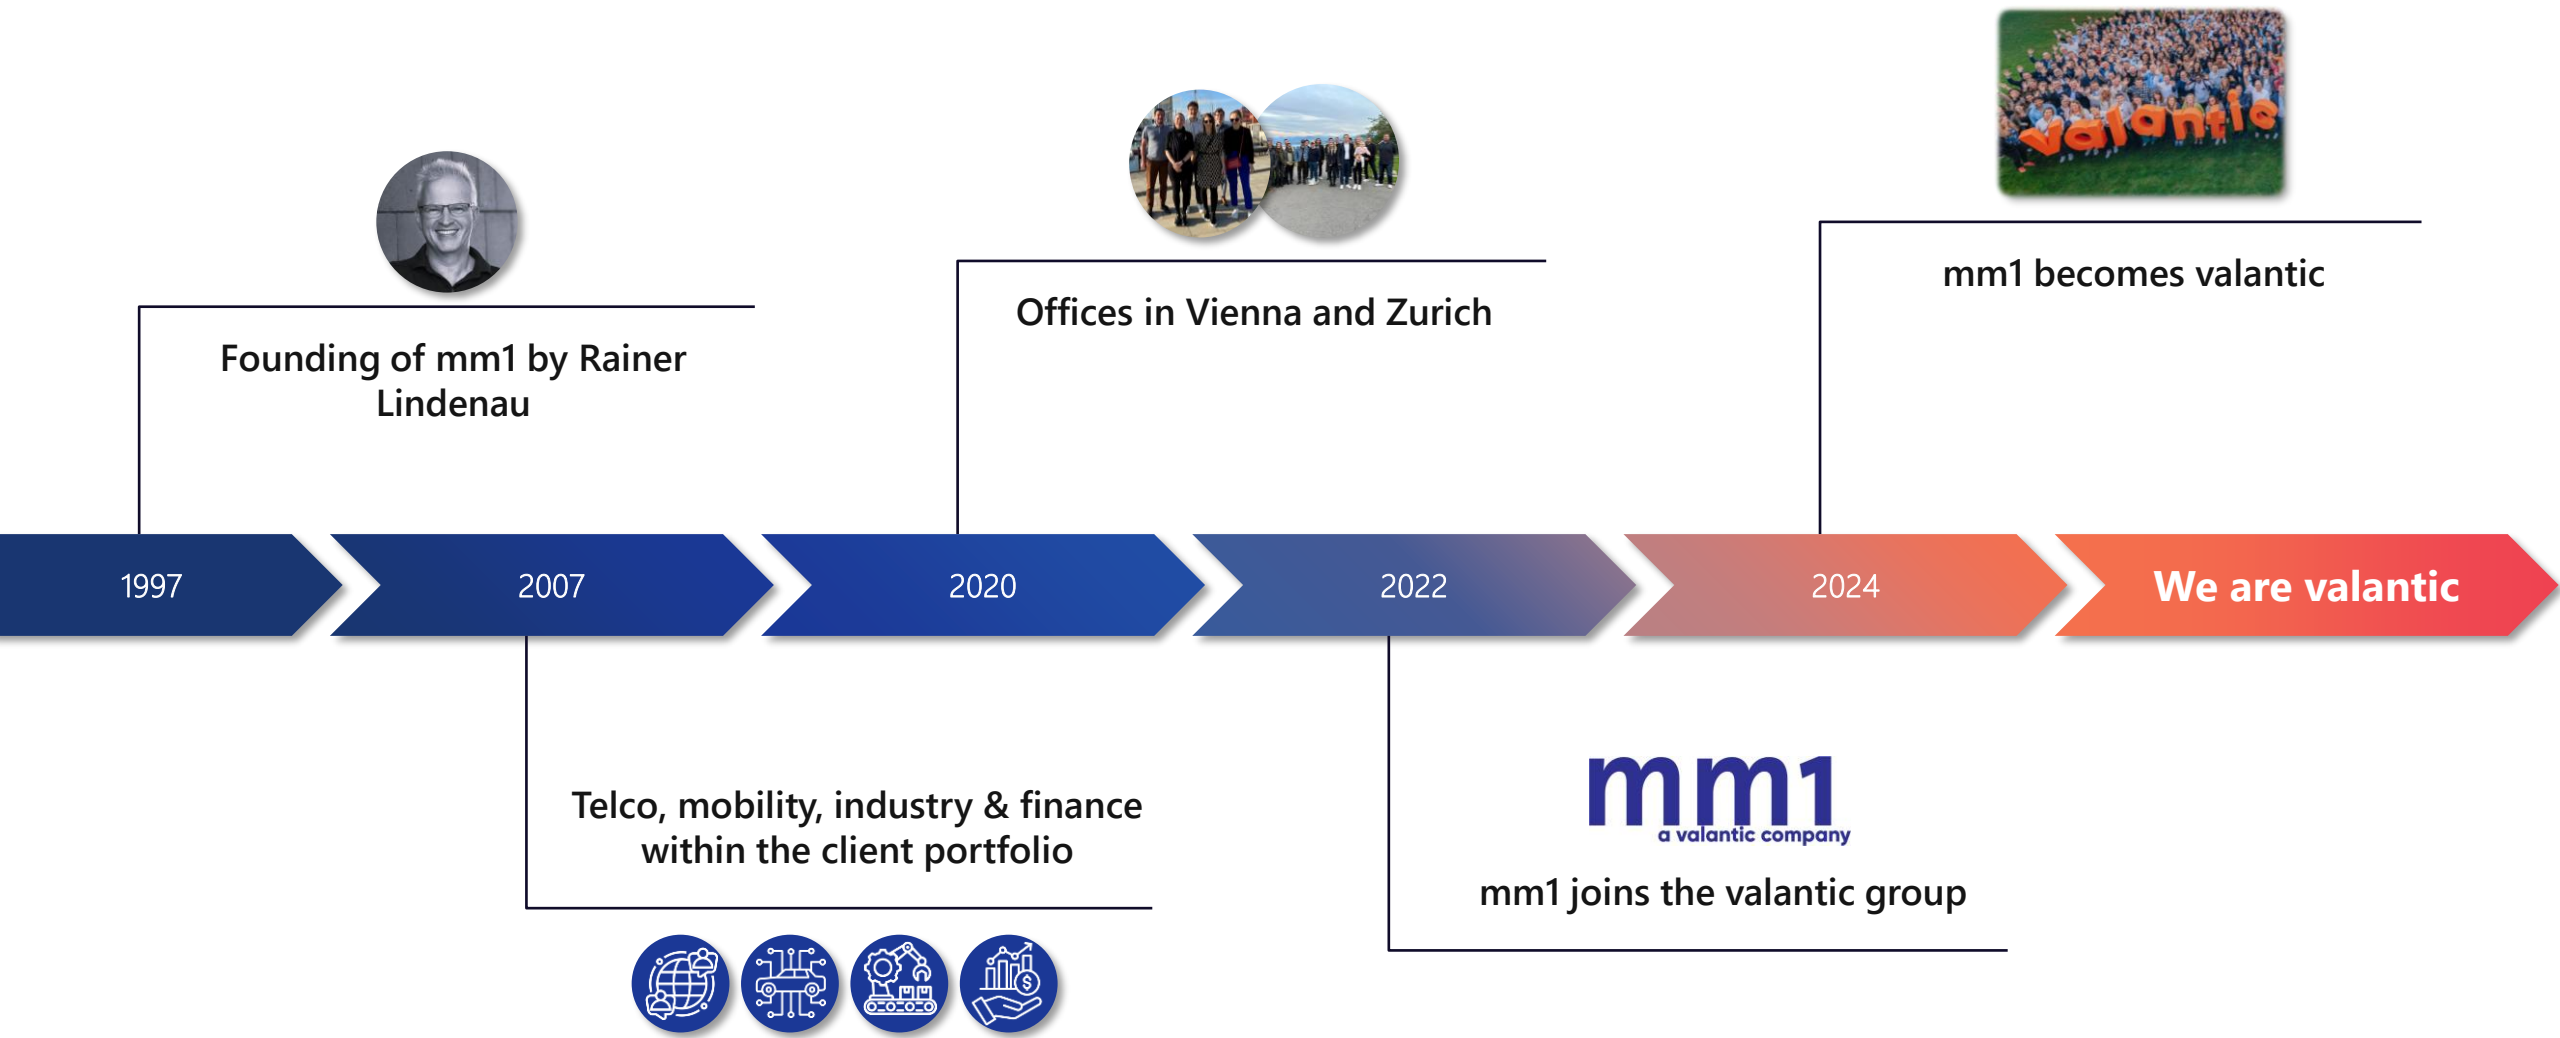 valantic
Founding of mm1 by Rainer
Lindenau
Offices in Vienna and Zurich
mm1 becomes valantic
1997
2007
2020
2022
2024
We are valantic
Telco, mobility, industry & finance
within the client portfolio
mm1
a valantic company
mm1 joins the valantic group
$